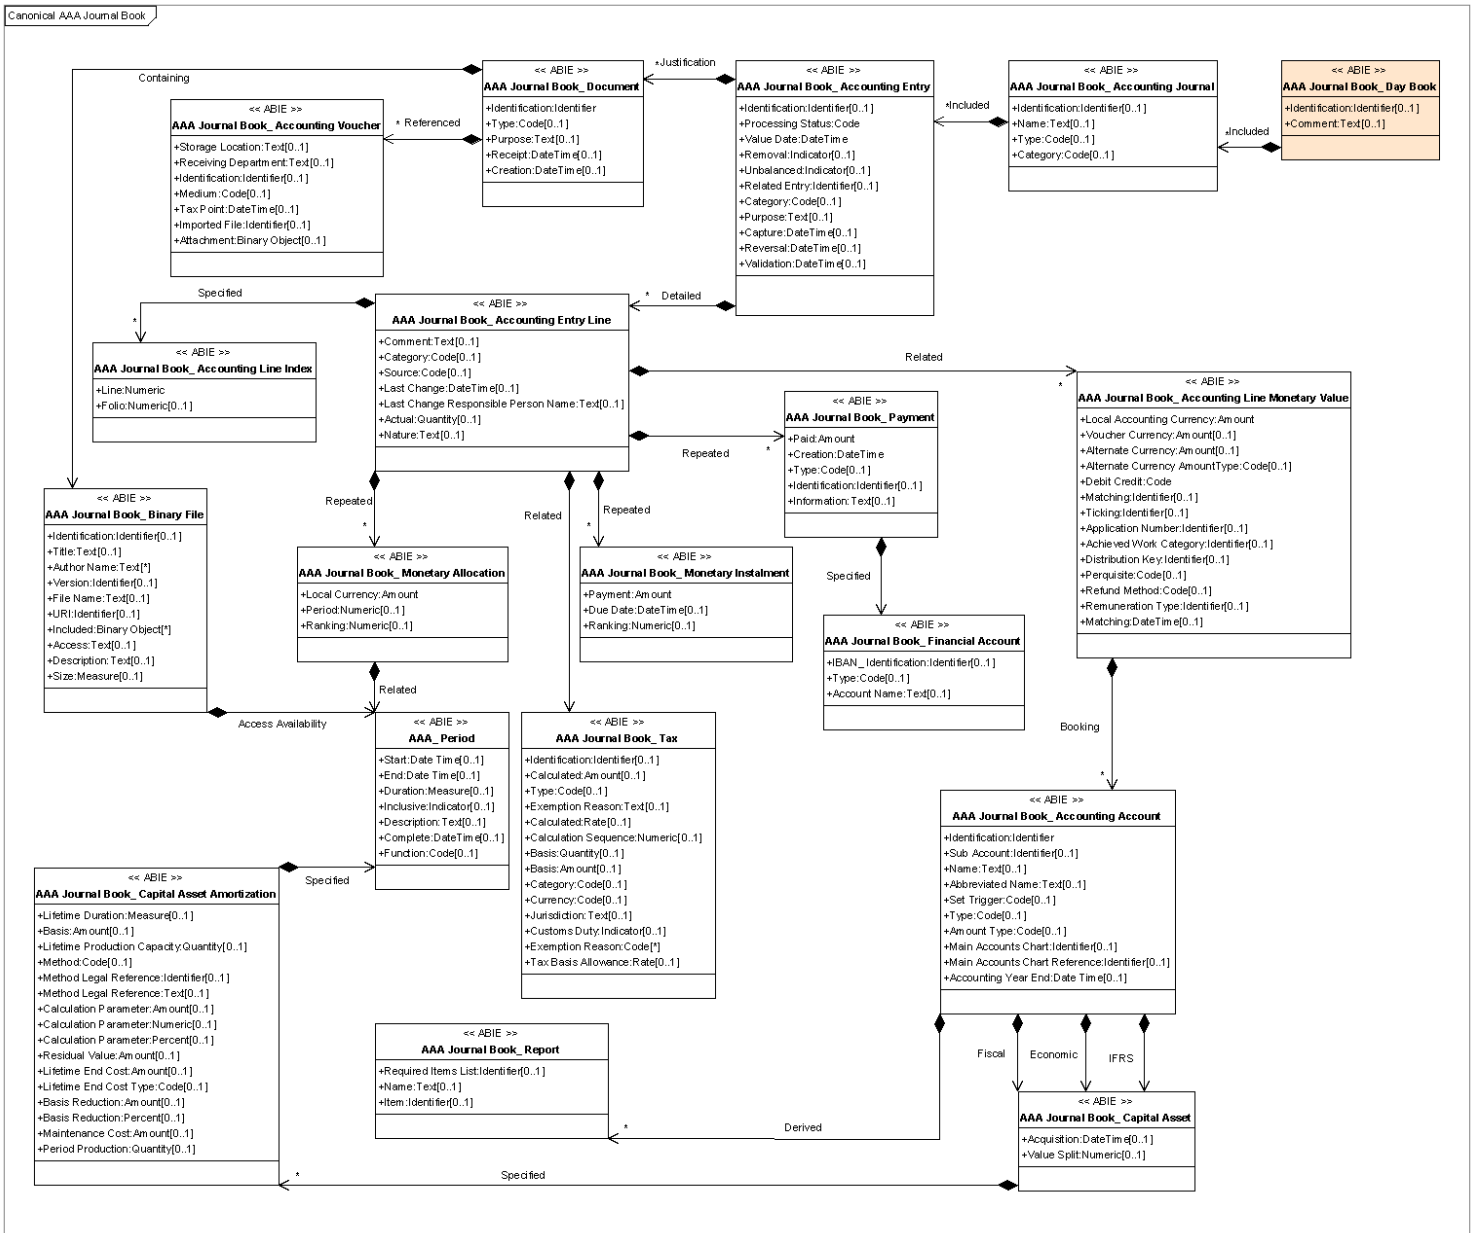 Canonical AAA Journal Book
<< ABIE >>
AAA Journal Book_ Document
+Identification:Identifier
+Type:Code[0..1]
+Purpose:Text[0..1]
+Receipt:DateTime[0..1]
+Creation:DateTime[0..1]
*Justification
<< ABIE >>
AAA Journal Book_ Accounting Entry
+Identification:Identifier[0..1]
+Processing Status:Code
+Value Date:DateTime
+Removal:Indicator[0..1]
+Unbalanced:Indicator[0..1]
+Related Entry:Identifier[0..1]
+Category:Code[0..1]
+Purpose:Text[0..1]
+Capture:DateTime[0..1]
+Reversal:DateTime[0..1]
+Validation:DateTime[0..1]
*Included
<< ABIE >>
AAA Journal Book_ Accounting Journal
+Identification:Identifier[0..1]
+Name:Text[0..1]
+Type:Code[0..1]
+Category:Code[0..1]
*Included
<< ABIE >>
AAA Journal Book_ Day Book
+Identification:Identifier[0..1]
+Comment:Text[0..1]
Containing
<< ABIE >>
AAA Journal Book_ Accounting Voucher
+Storage Location:Text[0..1]
+Receiving Department:Text[0..1]
+Identification:Identifier[0..1]
+Medium:Code[0..1]
+Tax Point:DateTime[0..1]
+Imported File:Identifier[0..1]
+Attachment:Binary Object[0..1]
* Referenced
Specified
*
* Detailed
<< ABIE >>
AAA Journal Book_ Accounting Entry Line
+Comment:Text[0..1]
+Category:Code[0..1]
+Source:Code[0..1]
+Last Change:DateTime[0..1]
+Last Change Responsible Person Name:Text[0..1]
+Actual:Quantity[0..1]
+Nature:Text[0..1]
<< ABIE >>
AAA Journal Book_ Accounting Line Index
+Line:Numeric
+Folio:Numeric[0..1]
Related
*
<< ABIE >>
AAA Journal Book_ Accounting Line Monetary Value
+Local Accounting Currency:Amount
+Voucher Currency:Amount[0..1]
+Alternate Currency:Amount[0..1]
+Alternate Currency AmountType:Code[0..1]
+Debit Credit:Code
+Matching:Identifier[0..1]
+Ticking:Identifier[0..1]
+Application Number:Identifier[0..1]
+Achieved Work Category:Identifier[0..1]
+Distribution Key:Identifier[0..1]
+Perquisite:Code[0..1]
+Refund Method:Code[0..1]
+Remuneration Type:Identifier[0..1]
+Matching:DateTime[0..1]
Repeated
*
<< ABIE >>
AAA Journal Book_ Payment
+Paid:Amount
+Creation:DateTime
+Type:Code[0..1]
+Identification:Identifier[0..1]
+Information:Text[0..1]
Specified
<< ABIE >>
AAA Journal Book_ Financial Account
+IBAN_ Identification:Identifier[0..1]
+Type:Code[0..1]
+Account Name:Text[0..1]
Repeated
*
Related
Repeated
*
<< ABIE >>
AAA Journal Book_ Binary File
+Identification:Identifier[0..1]
+Title:Text[0..1]
+Author Name:Text[*]
+Version:Identifier[0..1]
+File Name:Text[0..1]
+URI:Identifier[0..1]
+Included:Binary Object[*]
+Access:Text[0..1]
+Description:Text[0..1]
+Size:Measure[0..1]
<< ABIE >>
AAA Journal Book_ Monetary Allocation
+Local Currency:Amount
+Period:Numeric[0..1]
+Ranking:Numeric[0..1]
<< ABIE >>
AAA Journal Book_ Monetary Instalment
+Payment:Amount
+Due Date:DateTime[0..1]
+Ranking:Numeric[0..1]
Related
Access Availability
<< ABIE >>
AAA_ Period
+Start:Date Time[0..1]
+End:Date Time[0..1]
+Duration:Measure[0..1]
+Inclusive:Indicator[0..1]
+Description:Text[0..1]
+Complete:DateTime[0..1]
+Function:Code[0..1]
<< ABIE >>
AAA Journal Book_ Tax
+Identification:Identifier[0..1]
+Calculated:Amount[0..1]
+Type:Code[0..1]
+Exemption Reason:Text[0..1]
+Calculated:Rate[0..1]
+Calculation Sequence:Numeric[0..1]
+Basis:Quantity[0..1]
+Basis:Amount[0..1]
+Category:Code[0..1]
+Currency:Code[0..1]
+Jurisdiction:Text[0..1]
+Customs Duty:Indicator[0..1]
+Exemption Reason:Code[*]
+Tax Basis Allowance:Rate[0..1]
Booking
*
<< ABIE >>
AAA Journal Book_ Accounting Account
+Identification:Identifier
+Sub Account:Identifier[0..1]
+Name:Text[0..1]
+Abbreviated Name:Text[0..1]
+Set Trigger:Code[0..1]
+Type:Code[0..1]
+Amount Type:Code[0..1]
+Main Accounts Chart:Identifier[0..1]
+Main Accounts Chart Reference:Identifier[0..1]
+Accounting Year End:Date Time[0..1]
Specified
<< ABIE >>
AAA Journal Book_ Capital Asset Amortization
+Lifetime Duration:Measure[0..1]
+Basis:Amount[0..1]
+Lifetime Production Capacity:Quantity[0..1]
+Method:Code[0..1]
+Method Legal Reference:Identifier[0..1]
+Method Legal Reference:Text[0..1]
+Calculation Parameter:Amount[0..1]
+Calculation Parameter:Numeric[0..1]
+Calculation Parameter:Percent[0..1]
+Residual Value:Amount[0..1]
+Lifetime End Cost:Amount[0..1]
+Lifetime End Cost Type:Code[0..1]
+Basis Reduction:Amount[0..1]
+Basis Reduction:Percent[0..1]
+Maintenance Cost:Amount[0..1]
+Period Production:Quantity[0..1]
<< ABIE >>
AAA Journal Book_ Report
+Required Items List:Identifier[0..1]
+Name:Text[0..1]
+Item:Identifier[0..1]
Fiscal
Economic
IFRS
* Derived
<< ABIE >>
AAA Journal Book_ Capital Asset
+Acquisition:DateTime[0..1]
+Value Split:Numeric[0..1]
* Specified